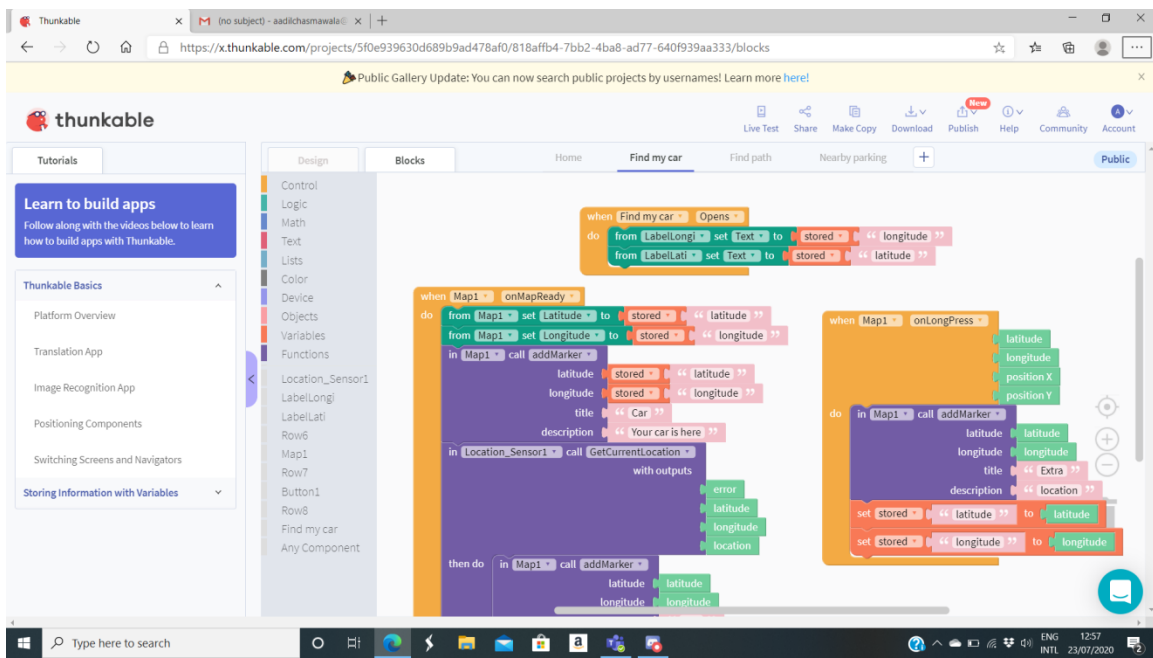 Thunkable
(no subject) - aadilchasmawala
https://x.thunkable.com/projects/5f0e939630d689b9ad478af0/818affb4-7bb2-4ba8-ad77-640f939aa333/blocks
Public Gallery Update: You can now search public projects by usernames! Learn more here!
thunkable
New
Live Test Share Make Copy Download Publish Help Community Account
A
Tutorials
Design Blocks Home Find my car Find path Nearby parking + Public
Learn to build apps
Follow along with the videos below to learn
how to build apps with Thunkable.
Thunkable Basics
Platform Overview
Translation App
Image Recognition App
Positioning Components
Switching Screens and Navigators
Storing Information with Variables
Control
Logic
Math
Text
Lists
Color
Device
Objects
Variables
Functions
Location_Sensor1
LabelLongi
LabelLati
Row6
Map1
Row7
Button1
Row8
Find my car
Any Component
when Find my car Opens
do from LabelLongi set Text to stored “ longitude ”
from LabelLati set Text to stored “ latitude ”
when Map1 onMapReady
do from Map1 set Latitude to stored “ latitude ”
from Map1 set Longitude to stored “ longitude ”
in Map1 call addMarker
latitude stored “ latitude ”
longitude stored “ longitude ”
title “ Car ”
description “ Your car is here ”
in Location_Sensor1 call GetCurrentLocation
with outputs
error
latitude
longitude
location
then do in Map1 call addMarker
latitude latitude
longitude longitude
when Map1 onLongPress
latitude
longitude
position X
position Y
do in Map1 call addMarker
latitude latitude
longitude longitude
title “ Extra ”
description “ location ”
set stored “ latitude ” to latitude
set stored “ longitude ” to longitude
Type here to search
ENG
INTL
12:57
23/07/2020
2